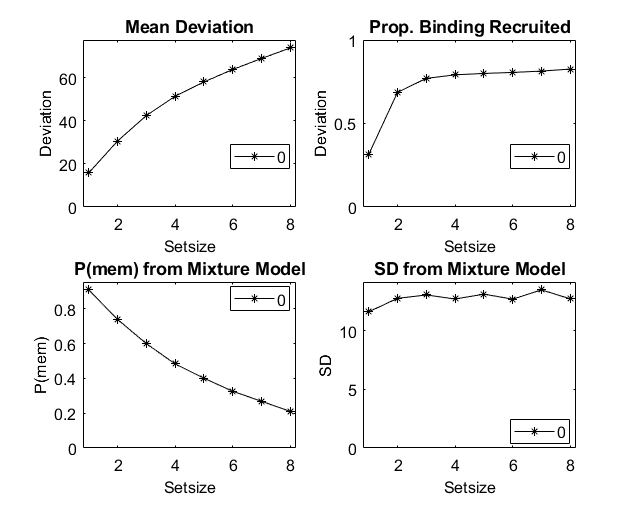 Mean Deviation
60
40
20
0
Deviation
2
4
6
8
Setsize
0
Prop. Binding Recruited
1
0.5
0
Deviation
2
4
6
8
Setsize
0
P(mem) from Mixture Model
0.8
0.6
0.4
0.2
0
P(mem)
2
4
6
8
Setsize
0
SD from Mixture Model
10
5
0
SD
2
4
6
8
Setsize
0